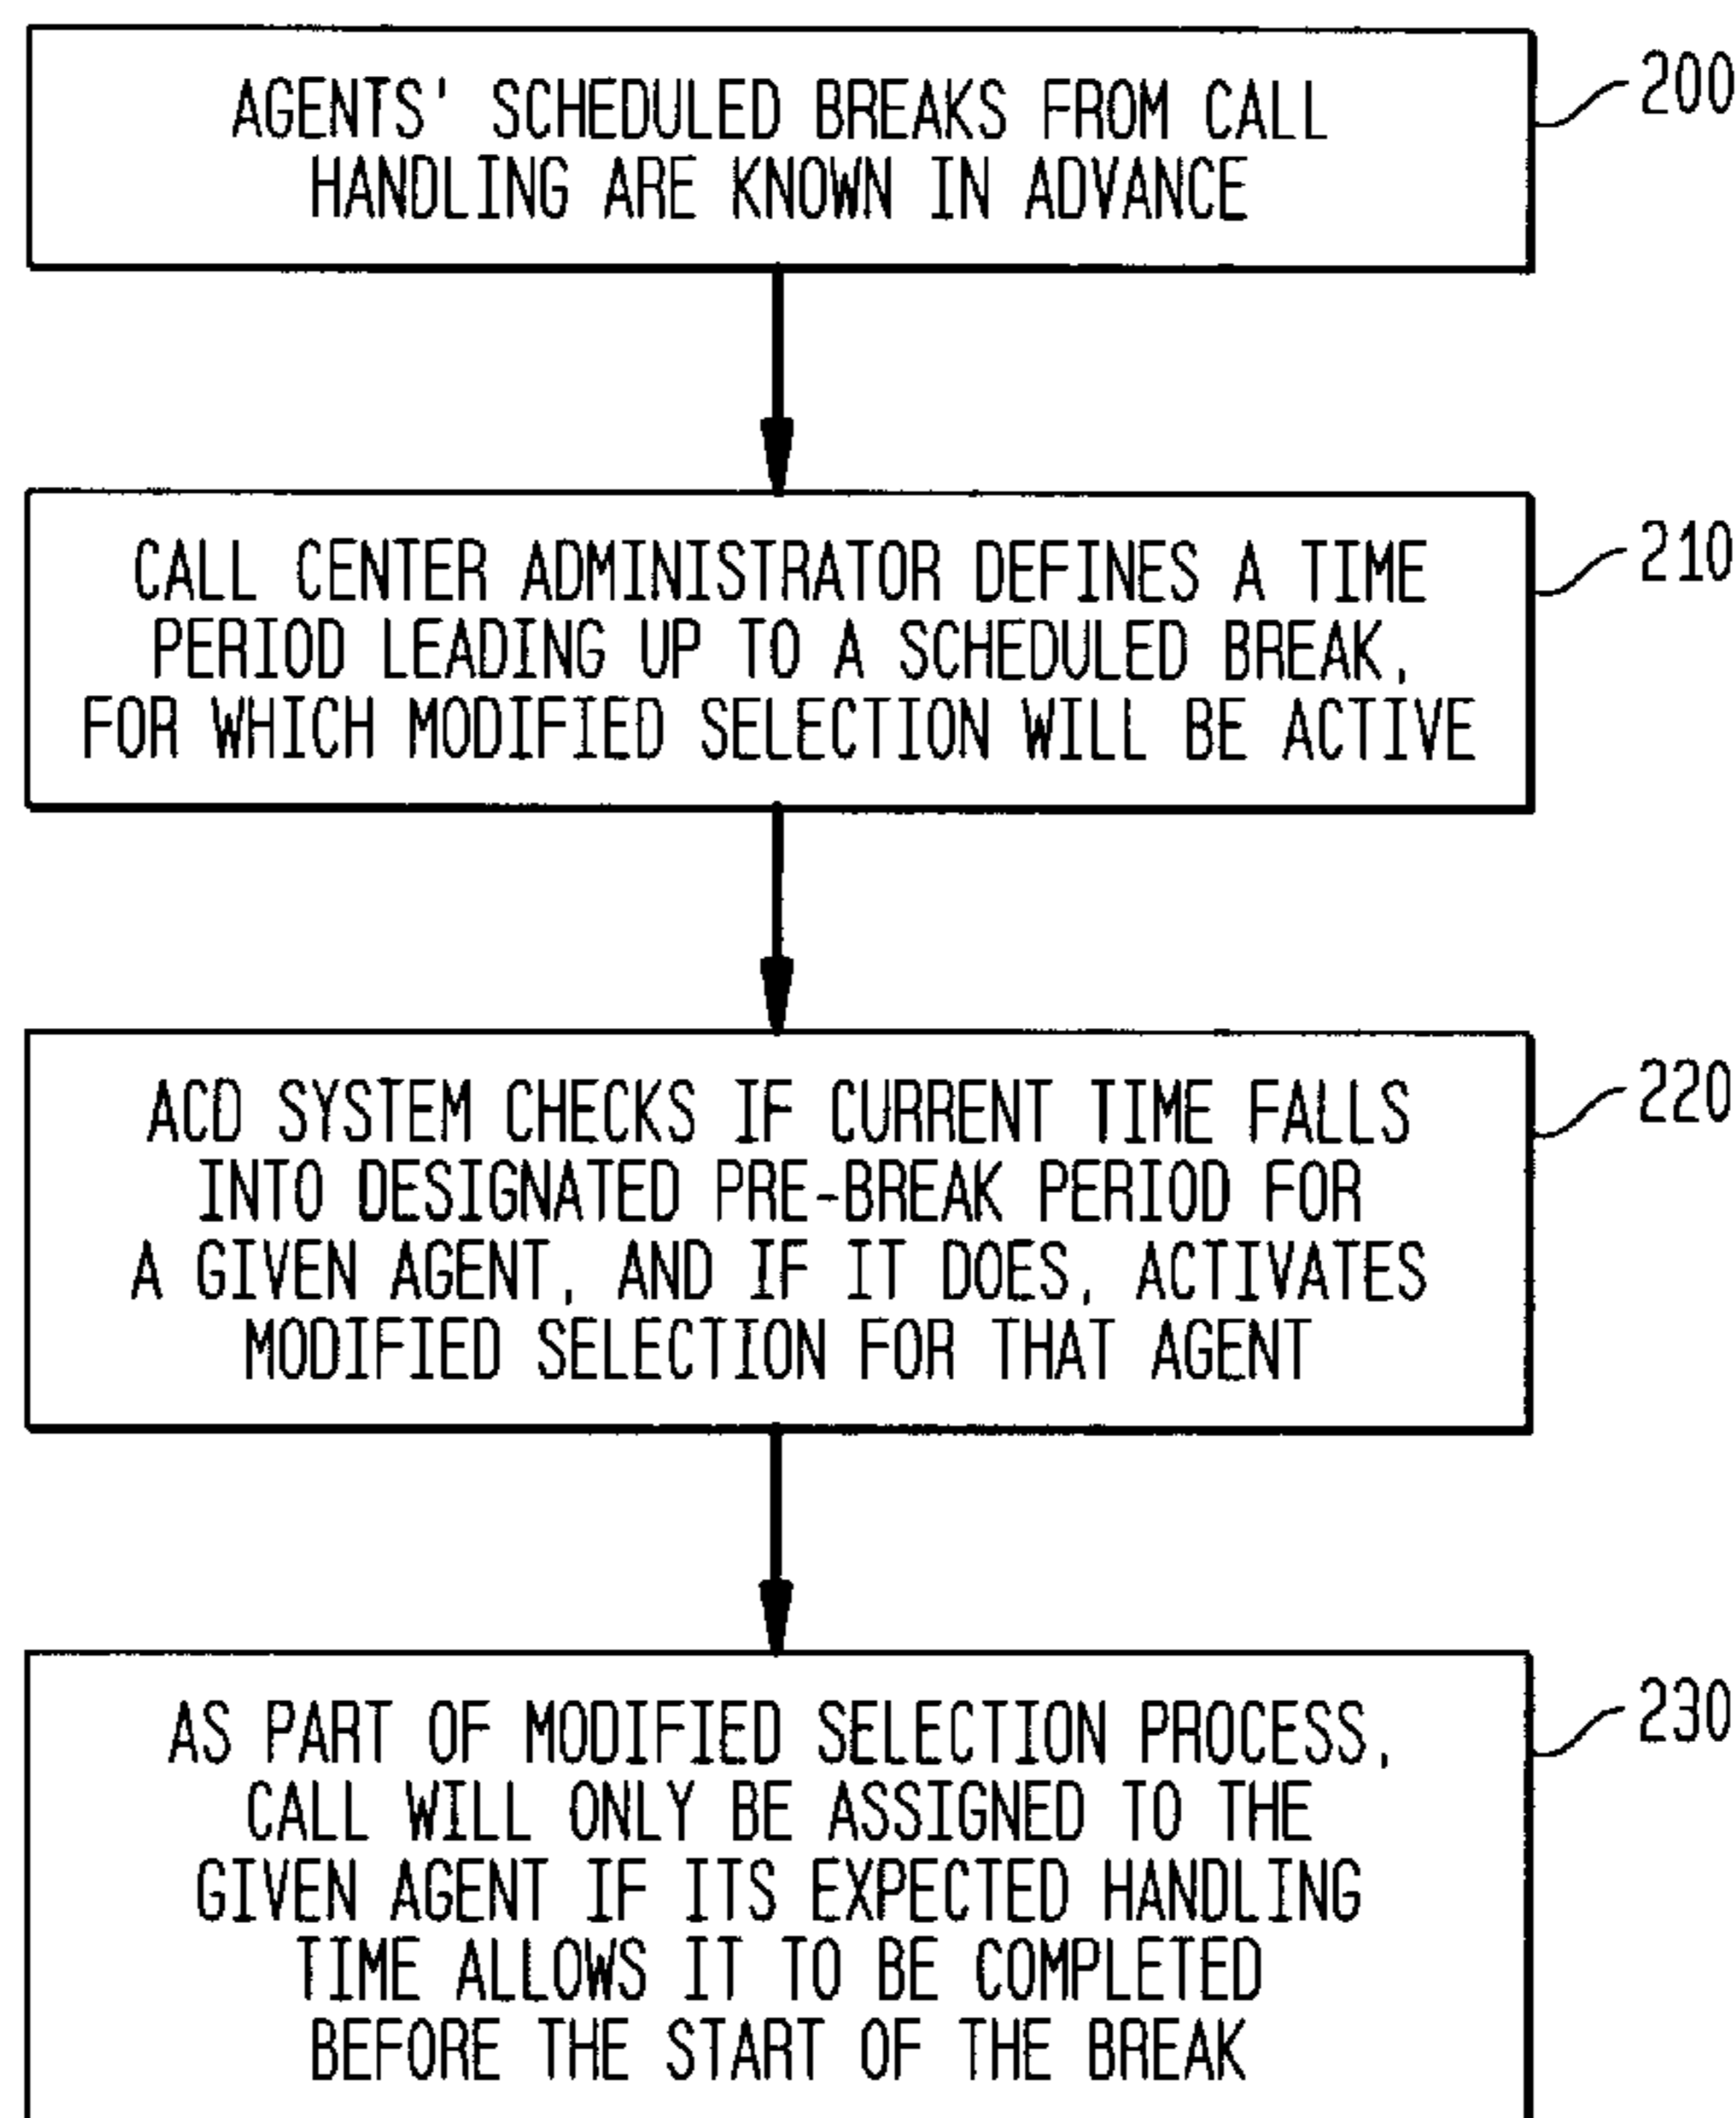 AGENTS' SCHEDULED BREAKS FROM CALL
HANDLING ARE KNOWN IN ADVANCE
200
CALL CENTER ADMINISTRATOR DEFINES A TIME
PERIOD LEADING UP TO A SCHEDULED BREAK,
FOR WHICH MODIFIED SELECTION WILL BE ACTIVE
210
ACD SYSTEM CHECKS IF CURRENT TIME FALLS
INTO DESIGNATED PRE-BREAK PERIOD FOR
A GIVEN AGENT, AND IF IT DOES, ACTIVATES
MODIFIED SELECTION FOR THAT AGENT
220
AS PART OF MODIFIED SELECTION PROCESS,
CALL WILL ONLY BE ASSIGNED TO THE
GIVEN AGENT IF ITS EXPECTED HANDLING
TIME ALLOWS IT TO BE COMPLETED
BEFORE THE START OF THE BREAK
230